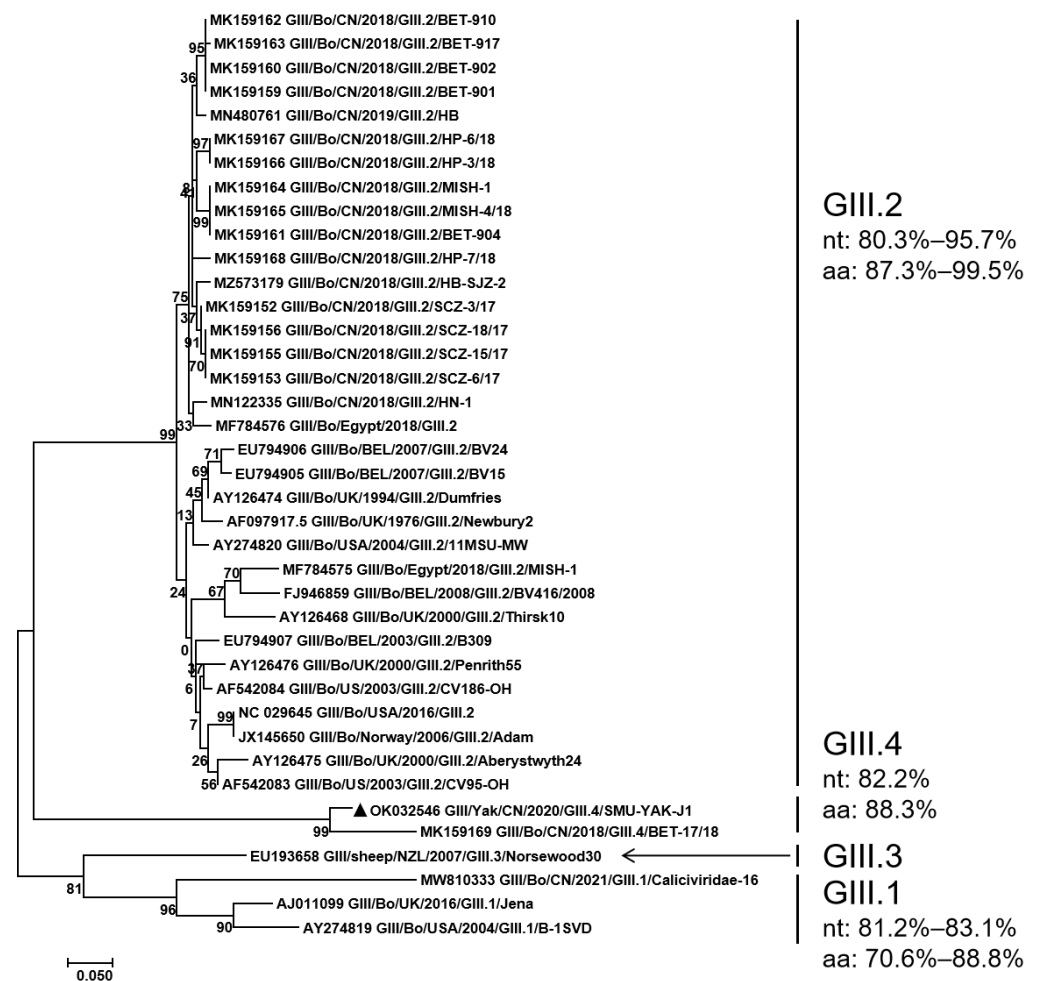 MK159162 GIII/Bo/CN/2018/GIII.2/BET-910
MK159163 GIII/Bo/CN/2018/GIII.2/BET-917
95
MK159160 GIII/Bo/CN/2018/GIII.2/BET-902
36
MK159159 GIII/Bo/CN/2018/GIII.2/BET-901
MN480761 GIII/Bo/CN/2019/GIII.2/HB
MK159167 GIII/Bo/CN/2018/GIII.2/HP-6/18
97
MK159166 GIII/Bo/CN/2018/GIII.2/HP-3/18
MK159164 GIII/Bo/CN/2018/GIII.2/MISH-1
MK159165 GIII/Bo/CN/2018/GIII.2/MISH-4/18
99
MK159161 GIII/Bo/CN/2018/GIII.2/BET-904
MK159168 GIII/Bo/CN/2018/GIII.2/HP-7/18
MZ573179 GIII/Bo/CN/2018/GIII.2/HB-SJZ-2
75
MK159152 GIII/Bo/CN/2018/GIII.2/SCZ-3/17
37
MK159156 GIII/Bo/CN/2018/GIII.2/SCZ-18/17
91
MK159155 GIII/Bo/CN/2018/GIII.2/SCZ-15/17
70
MK159153 GIII/Bo/CN/2018/GIII.2/SCZ-6/17
MN122335 GIII/Bo/CN/2018/GIII.2/HN-1
33
MF784576 GIII/Bo/Egypt/2018/GIII.2
99
EU794906 GIII/Bo/BEL/2007/GIII.2/BV24
71
EU794905 GIII/Bo/BEL/2007/GIII.2/BV15
69
AY126474 GIII/Bo/UK/1994/GIII.2/Dumfries
45
AF097917.5 GIII/Bo/UK/1976/GIII.2/Newbury2
13
AY274820 GIII/Bo/USA/2004/GIII.2/11MSU-MW
MF784575 GIII/Bo/Egypt/2018/GIII.2/MISH-1
70
FJ946859 GIII/Bo/BEL/2008/GIII.2/BV416/2008
67
24
AY126468 GIII/Bo/UK/2000/GIII.2/Thirsk10
EU794907 GIII/Bo/BEL/2003/GIII.2/B309
0
AY126476 GIII/Bo/UK/2000/GIII.2/Penrith55
37
AF542084 GIII/Bo/US/2003/GIII.2/CV186-OH
6
NC 029645 GIII/Bo/USA/2016/GIII.2
99
7
JX145650 GIII/Bo/Norway/2006/GIII.2/Adam
AY126475 GIII/Bo/UK/2000/GIII.2/Aberystwyth24
26
56
AF542083 GIII/Bo/US/2003/GIII.2/CV95-OH
OK032546 GIII/Yak/CN/2020/GIII.4/SMU-YAK-J1
99
MK159169 GIII/Bo/CN/2018/GIII.4/BET-17/18
EU193658 GIII/sheep/NZL/2007/GIII.3/Norsewood30
81
MW810333 GIII/Bo/CN/2021/GIII.1/Caliciviridae-16
96
AJ011099 GIII/Bo/UK/2016/GIII.1/Jena
90
AY274819 GIII/Bo/USA/2004/GIII.1/B-1SVD
0.050
GIII.2
nt: 80.3%–95.7%
aa: 87.3%–99.5%
GIII.4
nt: 82.2%
aa: 88.3%
GIII.3
GIII.1
nt: 81.2%–83.1%
aa: 70.6%–88.8%